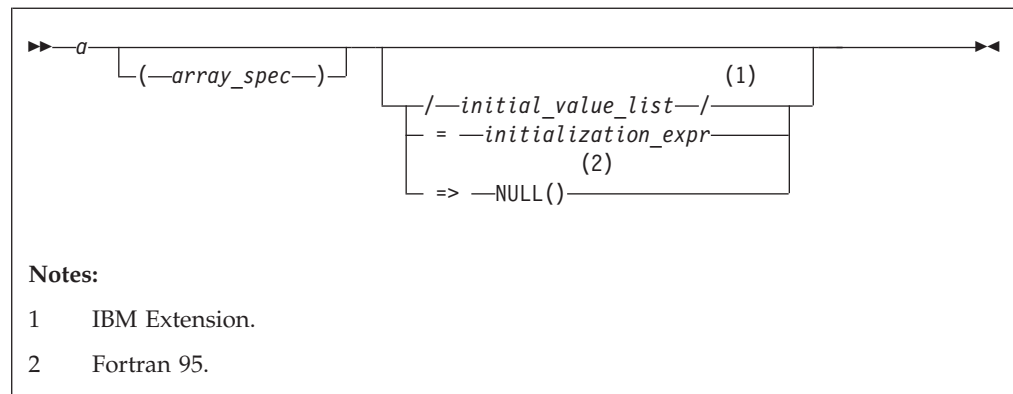 a
(array_spec)
(1)
/initial_value_list/
= initialization_expr
(2)
=> NULL()
Notes:
1 IBM Extension.
2 Fortran 95.